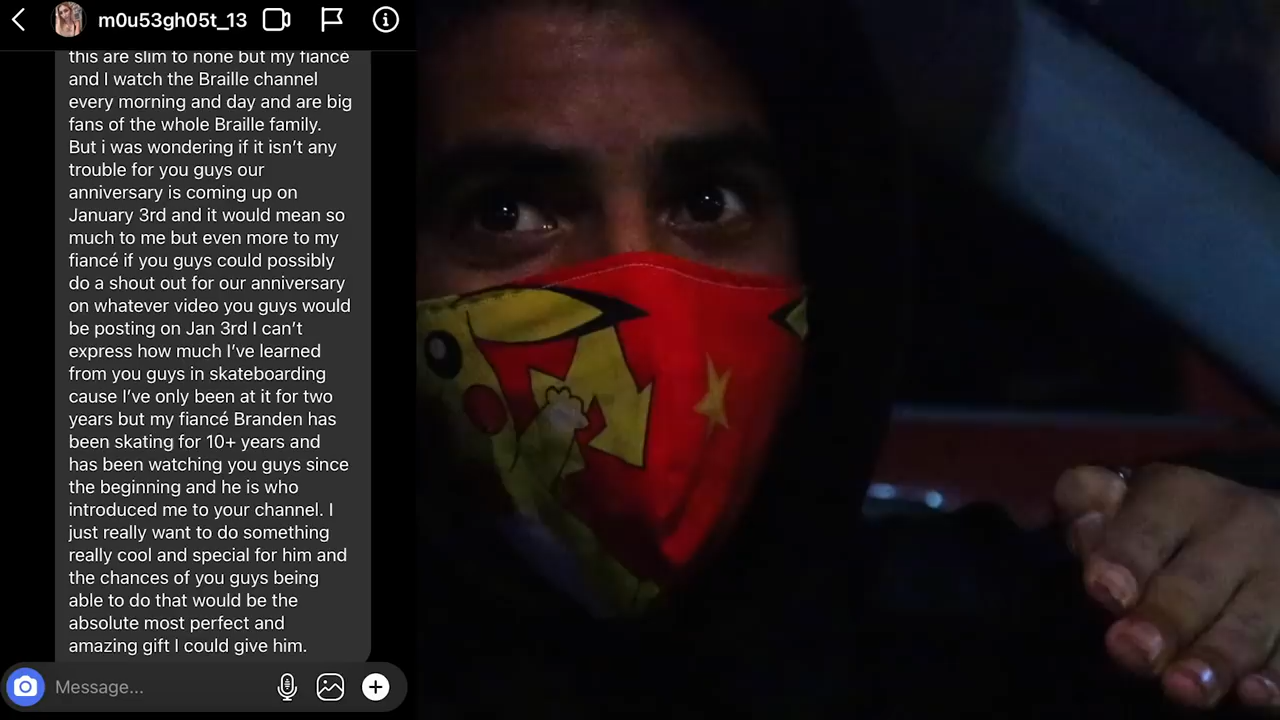 m0u53gh05t_13
this are slim to none but my fiancé
and I watch the Braille channel
every morning and day and are big
fans of the whole Braille family.
But i was wondering if it isn't any
trouble for you guys our
anniversary is coming up on
January 3rd and it would mean so
much to me but even more to my
fiancé if you guys could possibly
do a shout out for our anniversary
on whatever video you guys would
be posting on Jan 3rd I can't
express how much I've learned
from you guys in skateboarding
cause I've only been at it for two
years but my fiancé Branden has
been skating for 10+ years and
has been watching you guys since
the beginning and he is who
introduced me to your channel. I
just really want to do something
really cool and special for him and
the chances of you guys being
able to do that would be the
absolute most perfect and
amazing gift I could give him.
Message...